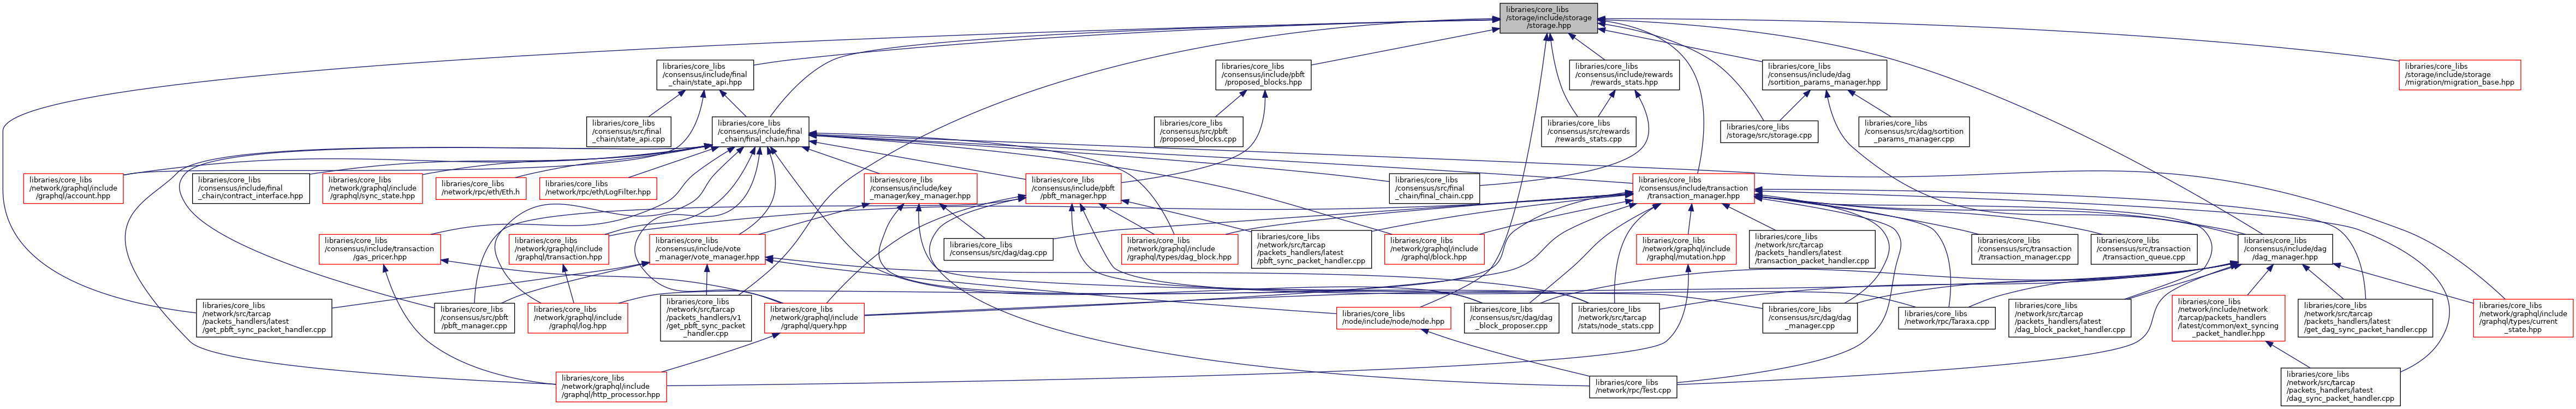 libraries/core_libs
/storage/include/storage
/storage.hpp
libraries/core_libs
/consensus/include/final
_chain/state_api.hpp
libraries/core_libs
/consensus/include/pbft
/proposed_blocks.hpp
libraries/core_libs
/consensus/include/rewards
/rewards_stats.hpp
libraries/core_libs
/consensus/include/dag
/sortition_params_manager.hpp
libraries/core_libs
/storage/include/storage
/migration/migration_base.hpp
libraries/core_libs
/consensus/src/final
_chain/state_api.cpp
libraries/core_libs
/consensus/include/final
_chain/final_chain.hpp
libraries/core_libs
/consensus/src/pbft
/proposed_blocks.cpp
libraries/core_libs
/consensus/src/rewards
/rewards_stats.cpp
libraries/core_libs
/storage/src/storage.cpp
libraries/core_libs
/consensus/src/dag/sortition
_params_manager.cpp
libraries/core_libs
/network/graphql/include
/graphql/account.hpp
libraries/core_libs
/consensus/include/final
_chain/contract_interface.hpp
libraries/core_libs
/network/graphql/include
/graphql/sync_state.hpp
libraries/core_libs
/network/rpc/eth/Eth.h
libraries/core_libs
/network/rpc/eth/LogFilter.hpp
libraries/core_libs
/consensus/include/key
_manager/key_manager.hpp
libraries/core_libs
/consensus/include/pbft
/pbft_manager.hpp
libraries/core_libs
/consensus/src/final
_chain/final_chain.cpp
libraries/core_libs
/consensus/include/transaction
/transaction_manager.hpp
libraries/core_libs
/consensus/include/transaction
/gas_pricer.hpp
libraries/core_libs
/network/graphql/include
/graphql/transaction.hpp
libraries/core_libs
/consensus/include/vote
_manager/vote_manager.hpp
libraries/core_libs
/consensus/src/dag/dag.cpp
libraries/core_libs
/network/graphql/include
/graphql/types/dag_block.hpp
libraries/core_libs
/network/src/tarcap
/packets_handlers/latest
/pbft_sync_packet_handler.cpp
libraries/core_libs
/network/graphql/include
/graphql/block.hpp
libraries/core_libs
/network/graphql/include
/graphql/mutation.hpp
libraries/core_libs
/network/src/tarcap
/packets_handlers/latest
/transaction_packet_handler.cpp
libraries/core_libs
/consensus/src/transaction
/transaction_manager.cpp
libraries/core_libs
/consensus/src/transaction
/transaction_queue.cpp
libraries/core_libs
/consensus/include/dag
/dag_manager.hpp
libraries/core_libs
/network/src/tarcap
/packets_handlers/latest
/get_pbft_sync_packet_handler.cpp
libraries/core_libs
/consensus/src/pbft
/pbft_manager.cpp
libraries/core_libs
/network/graphql/include
/graphql/log.hpp
libraries/core_libs
/network/src/tarcap
/packets_handlers/v1
/get_pbft_sync_packet
_handler.cpp
libraries/core_libs
/network/graphql/include
/graphql/query.hpp
libraries/core_libs
/node/include/node/node.hpp
libraries/core_libs
/consensus/src/dag/dag
_block_proposer.cpp
libraries/core_libs
/network/src/tarcap
/stats/node_stats.cpp
libraries/core_libs
/consensus/src/dag/dag
_manager.cpp
libraries/core_libs
/network/rpc/Taraxa.cpp
libraries/core_libs
/network/src/tarcap
/packets_handlers/latest
/dag_block_packet_handler.cpp
libraries/core_libs
/network/include/network
/tarcap/packets_handlers
/latest/common/ext_syncing
_packet_handler.hpp
libraries/core_libs
/network/src/tarcap
/packets_handlers/latest
/get_dag_sync_packet_handler.cpp
libraries/core_libs
/network/graphql/include
/graphql/types/current
_state.hpp
libraries/core_libs
/network/graphql/include
/graphql/http_processor.hpp
libraries/core_libs
/network/rpc/Test.cpp
libraries/core_libs
/network/src/tarcap
/packets_handlers/latest
/dag_sync_packet_handler.cpp